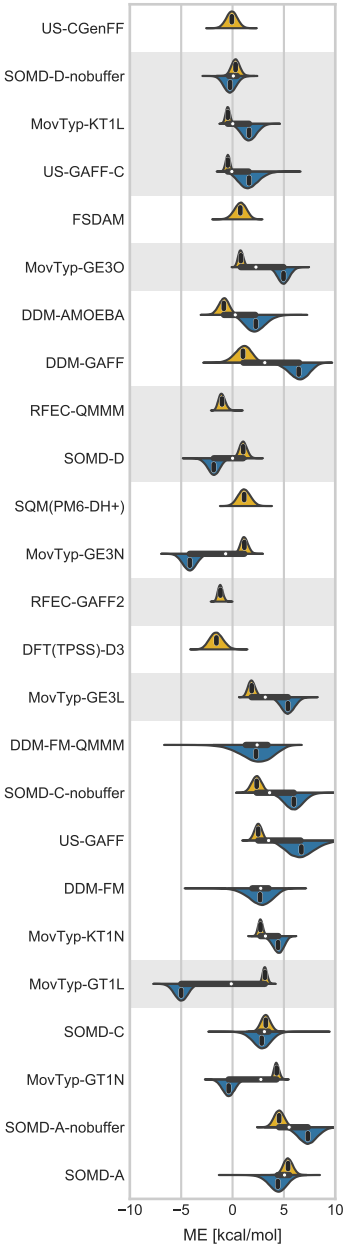 US-CGenFF
SOMD-D-nobuffer
MovTyp-KT1L
US-GAFF-C
FSDAM
MovTyp-GE3O
DDM-AMOEBA
DDM-GAFF
RFEC-QMMM
SOMD-D
SQM(PM6-DH+)
MovTyp-GE3N
RFEC-GAFF2
DFT(TPSS)-D3
MovTyp-GE3L
DDM-FM-QMMM
SOMD-C-nobuffer
US-GAFF
DDM-FM
MovTyp-KT1N
MovTyp-GT1L
SOMD-C
MovTyp-GT1N
SOMD-A-nobuffer
SOMD-A
−10 −5 0 5 10
ME [kcal/mol]